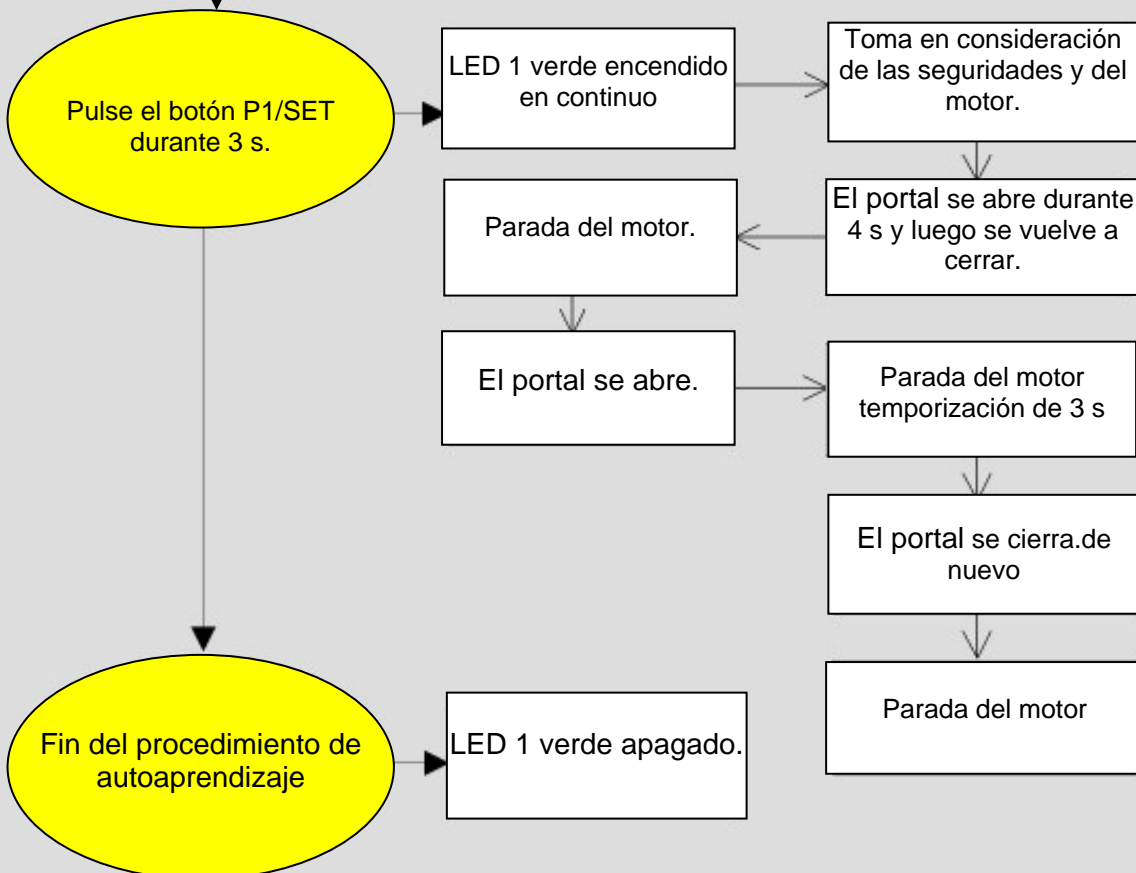 Pulse el botón P1/SET
durante 3 s.
LED 1 verde encendido
en continuo
Toma en consideración
de las seguridades y del
motor.
El portal se abre durante
4 s y luego se vuelve a
cerrar.
Parada del motor.
El portal se abre.
Parada del motor
temporización de 3 s
El portal se cierra.de
nuevo
Parada del motor
Fin del procedimiento de
autoaprendizaje
LED 1 verde apagado.